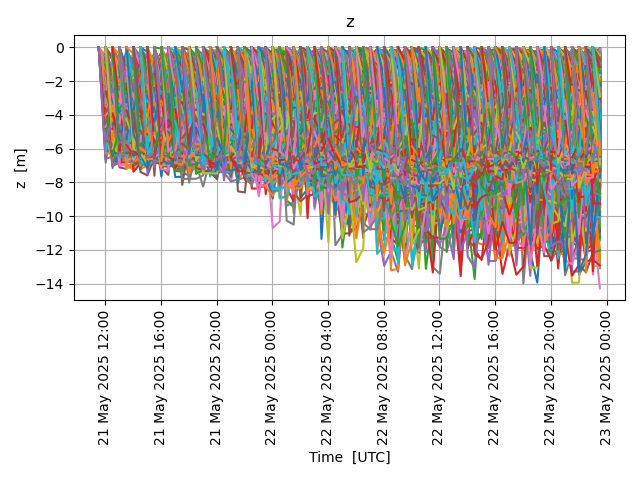 z
z [m]
0
−2
−4
−6
−8
−10
−12
−14
21 May 2025 12:00
21 May 2025 16:00
21 May 2025 20:00
22 May 2025 00:00
22 May 2025 04:00
22 May 2025 08:00
22 May 2025 12:00
22 May 2025 16:00
22 May 2025 20:00
23 May 2025 00:00
Time [UTC]